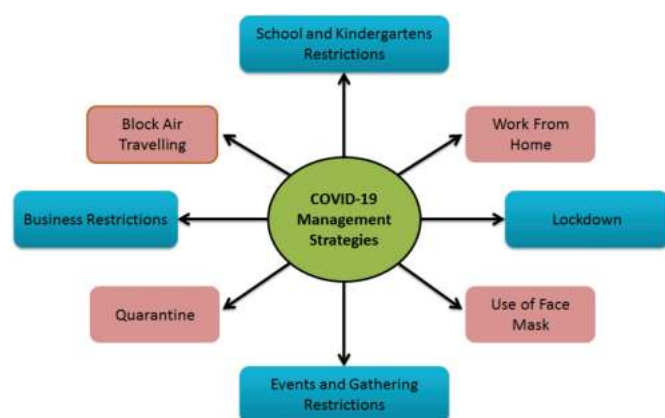 School and Kindergartens
Restrictions
Block Air
Travelling
Work From
Home
COVID-19
Management
Strategies
Business Restrictions
Lockdown
Quarantine
Use of Face
Mask
Events and Gathering
Restrictions